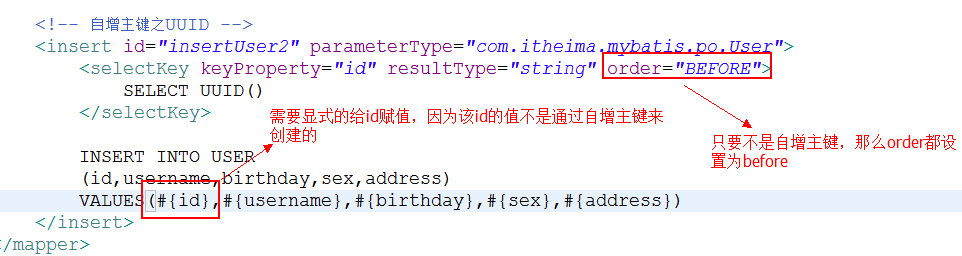 <!-- 自增主键之UUID -->
<insert id="insertUser2" parameterType="com.itheima.mybatis.po.User">
<selectKey keyProperty="id" resultType="string" order="BEFORE">
SELECT UUID()
</selectKey>
需要显式的给id赋值，因为该id的值不是通过自增主键来
创建的
只要不是自增主键，那么order都设
置为before
INSERT INTO USER
(id,username,birthday,sex,address)
VALUES(#{id},#{username},#{birthday},#{sex},#{address})
</insert>
</mapper>